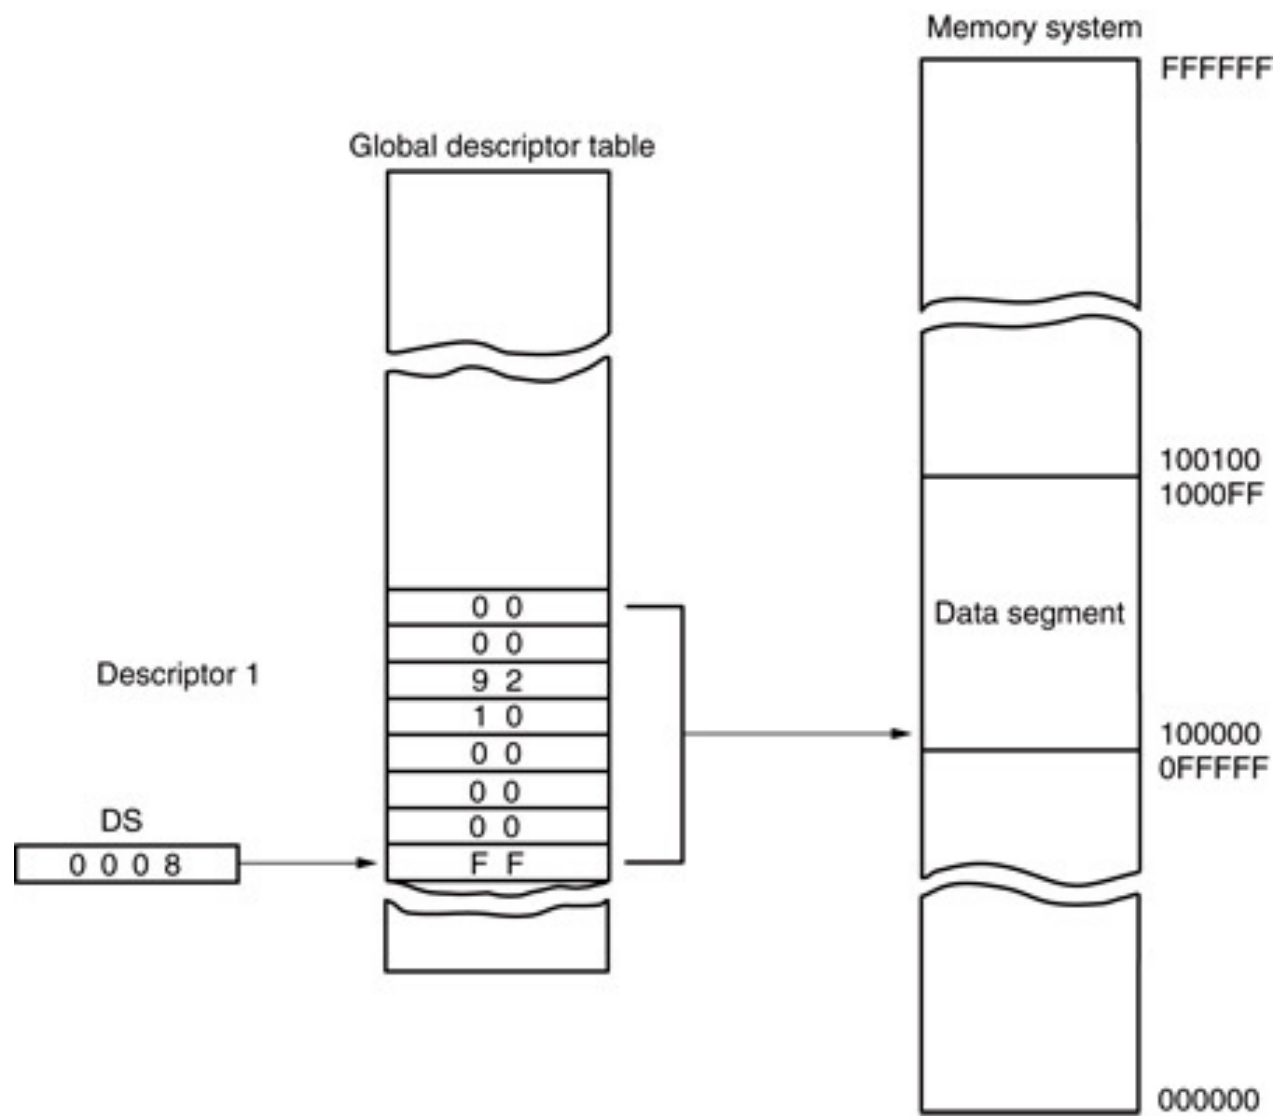 Memory system
FFFFFF
Global descriptor table
100100
1000FF
0 0
Data segment
0 0
Descriptor 1
9 2
1 0
100000
0 0
0FFFFF
0 0
DS
0 0
0 0 0 8
F F
000000